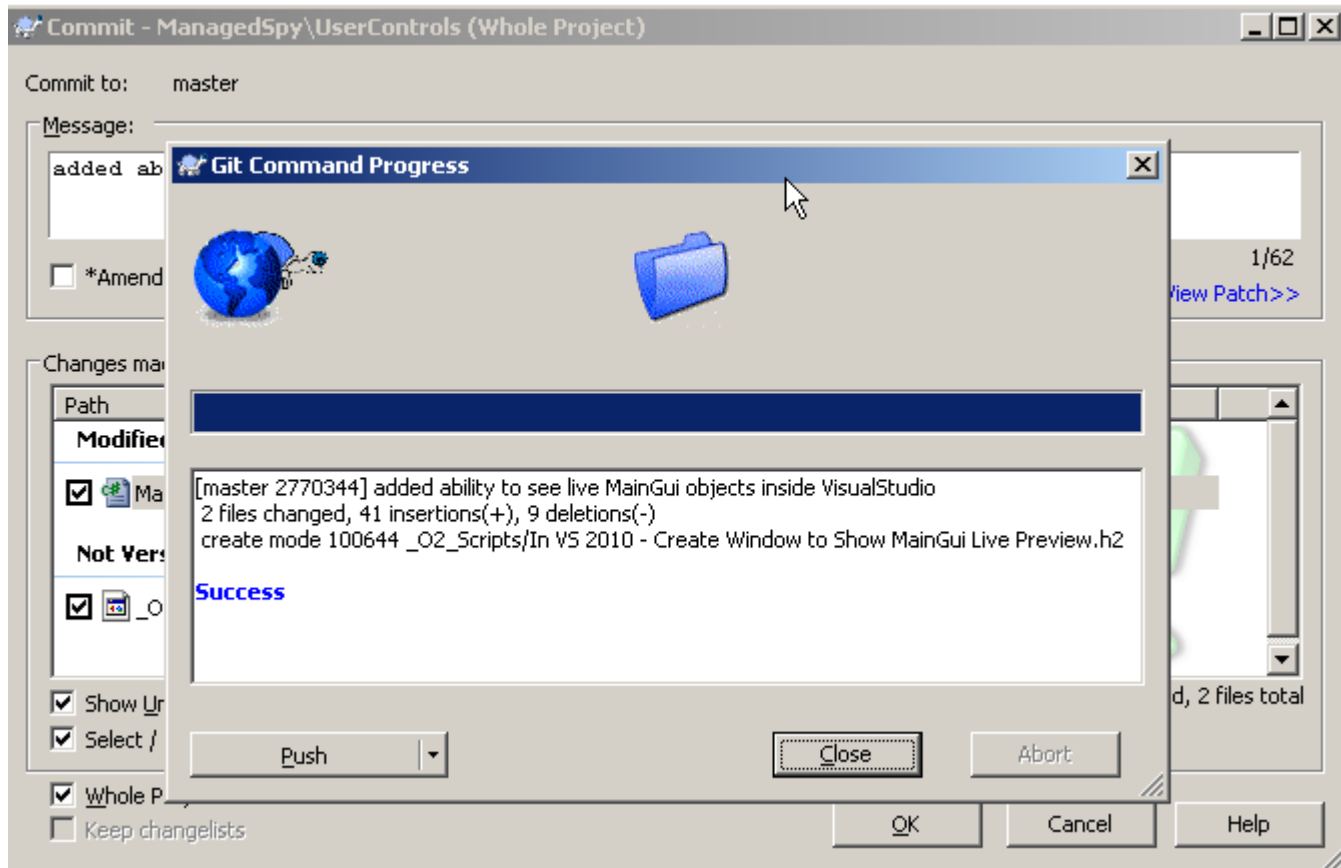 Commit - ManagedSpy\UserControls (Whole Project)
Commit to: master
Message:
added ab
*Amend
1/62
View Patch>>
Changes ma
Path
Modified
Ma
Not Vers
_O
Show Un
Select /
d, 2 files total
Whole P
Keep changelists
OK Cancel Help
Git Command Progress
[master 2770344] added ability to see live MainGui objects inside VisualStudio
2 files changed, 41 insertions(+), 9 deletions(-)
create mode 100644 _O2_Scripts/In VS 2010 - Create Window to Show MainGui Live Preview.h2
Success
Push Close Abort